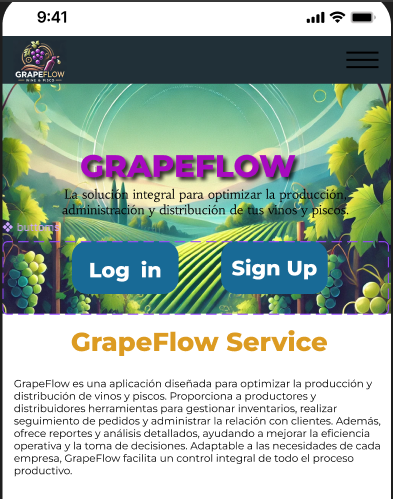 9:41
GRAPEFLOW
WINE & PISCO
GRAPEFLOW
La solución integral para optimizar la producción,
administración y distribución de tus vinos y piscos.
buttons
Log in
Sign Up
GrapeFlow Service
GrapeFlow es una aplicación diseñada para optimizar la producción y
distribución de vinos y piscos. Proporciona a productores y
distribuidores herramientas para gestionar inventarios, realizar
seguimiento de pedidos y administrar la relación con clientes. Además,
ofrece reportes y análisis detallados, ayudando a mejorar la eficiencia
operativa y la toma de decisiones. Adaptable a las necesidades de cada
empresa, GrapeFlow facilita un control integral de todo el proceso
productivo.